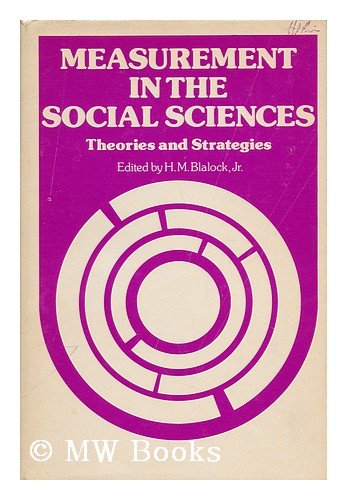 MEASUREMENT
IN THE
SOCIAL SCIENCES
Theories and Strategies
Edited by H. M. Blalock, Jr.
© MW Books